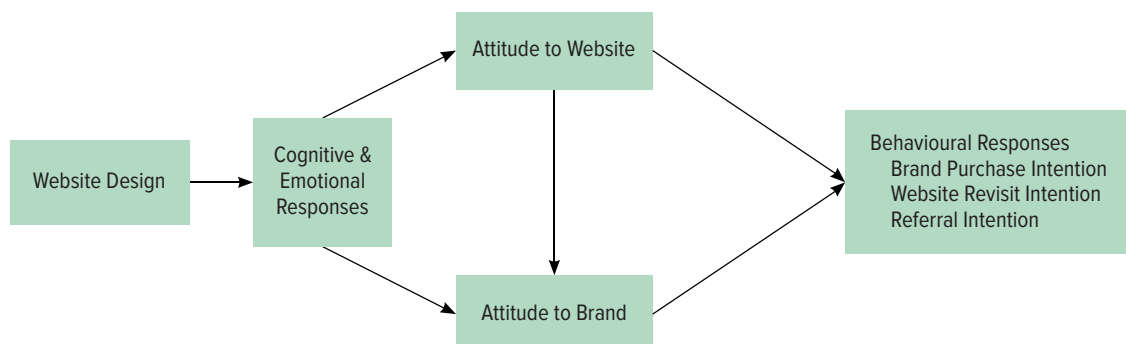 Website Design
Cognitive &
Emotional
Responses
Attitude to Website
Attitude to Brand
Behavioural Responses
Brand Purchase Intention
Website Revisit Intention
Referral Intention